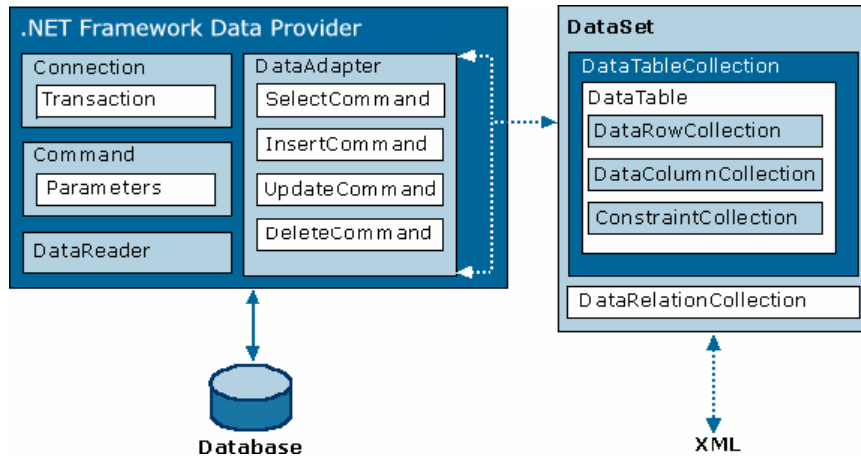 .NET Framework Data Provider
Connection
Transaction
Command
Parameters
DataReader
DataAdapter
SelectCommand
InsertCommand
UpdateCommand
DeleteCommand
Database
DataSet
DataTableCollection
DataTable
DataRowCollection
DataColumnCollection
ConstraintCollection
DataRelationCollection
XML